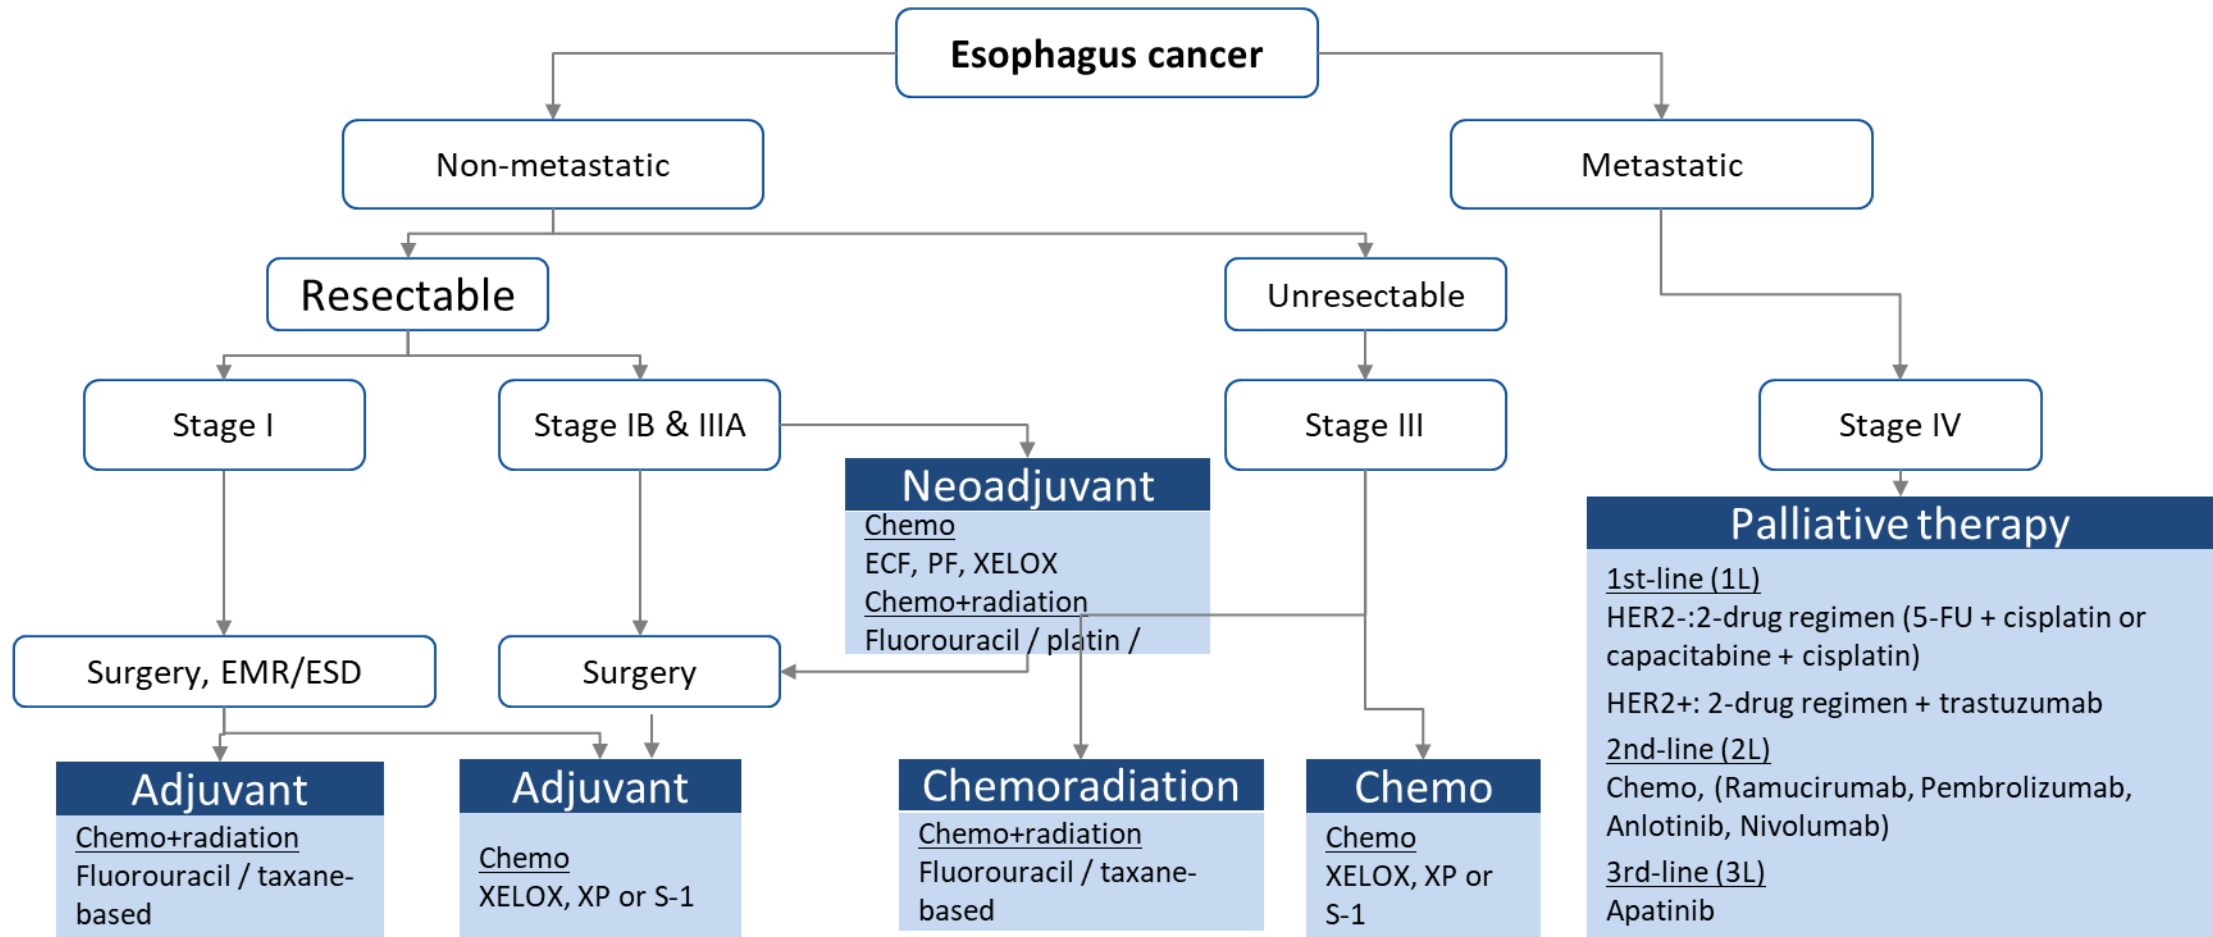 Esophagus cancer
Non-metastatic
Metastatic
Resectable
Unresectable
Stage I
Stage IB & IIIA
Stage III
Stage IV
Neoadjuvant
Chemo
ECF, PF, XELOX
Chemo+radiation
Fluorouracil / platin /
Palliative therapy
1st-line (1L)
HER2-:2-drug regimen (5-FU + cisplatin or
capacitabine + cisplatin)
HER2+: 2-drug regimen + trastuzumab
2nd-line (2L)
Chemo, (Ramucirumab, Pembrolizumab,
Anlotinib, Nivolumab)
3rd-line (3L)
Apatinib
Surgery, EMR/ESD
Surgery
Adjuvant
Chemo+radiation
Fluorouracil / taxane-
based
Adjuvant
Chemo
XELOX, XP or S-1
Chemoradiation
Chemo+radiation
Fluorouracil / taxane-
based
Chemo
Chemo
XELOX, XP or
S-1